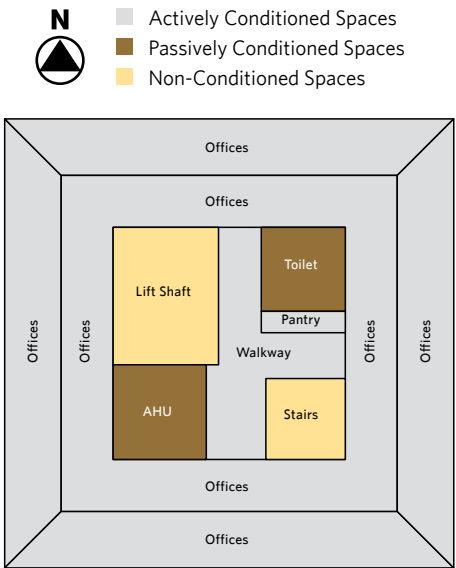 N
Actively Conditioned Spaces
Passively Conditioned Spaces
Non-Conditioned Spaces
Offices
Offices
Toilet
Lift Shaft
Pantry
Offices
Offices
Walkway
Offices
Offices
AHU
Stairs
Offices
Offices